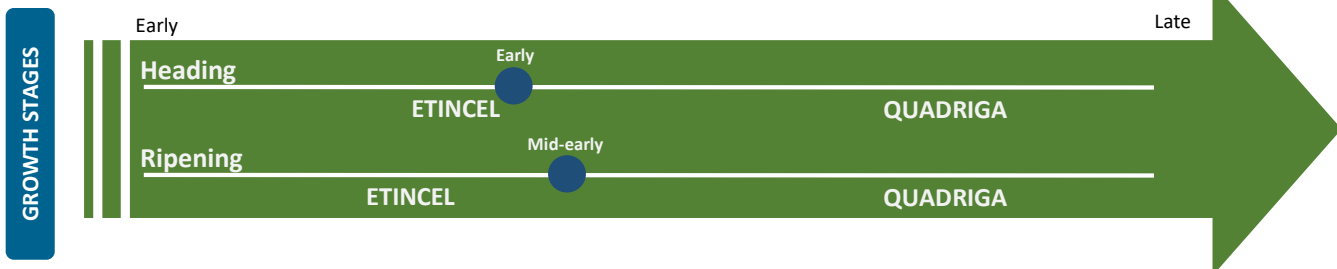 GROWTH STAGES
Early
Late
Early
Heading
ETINCEL
QUADRIGA
Mid-early
Ripening
ETINCEL
QUADRIGA